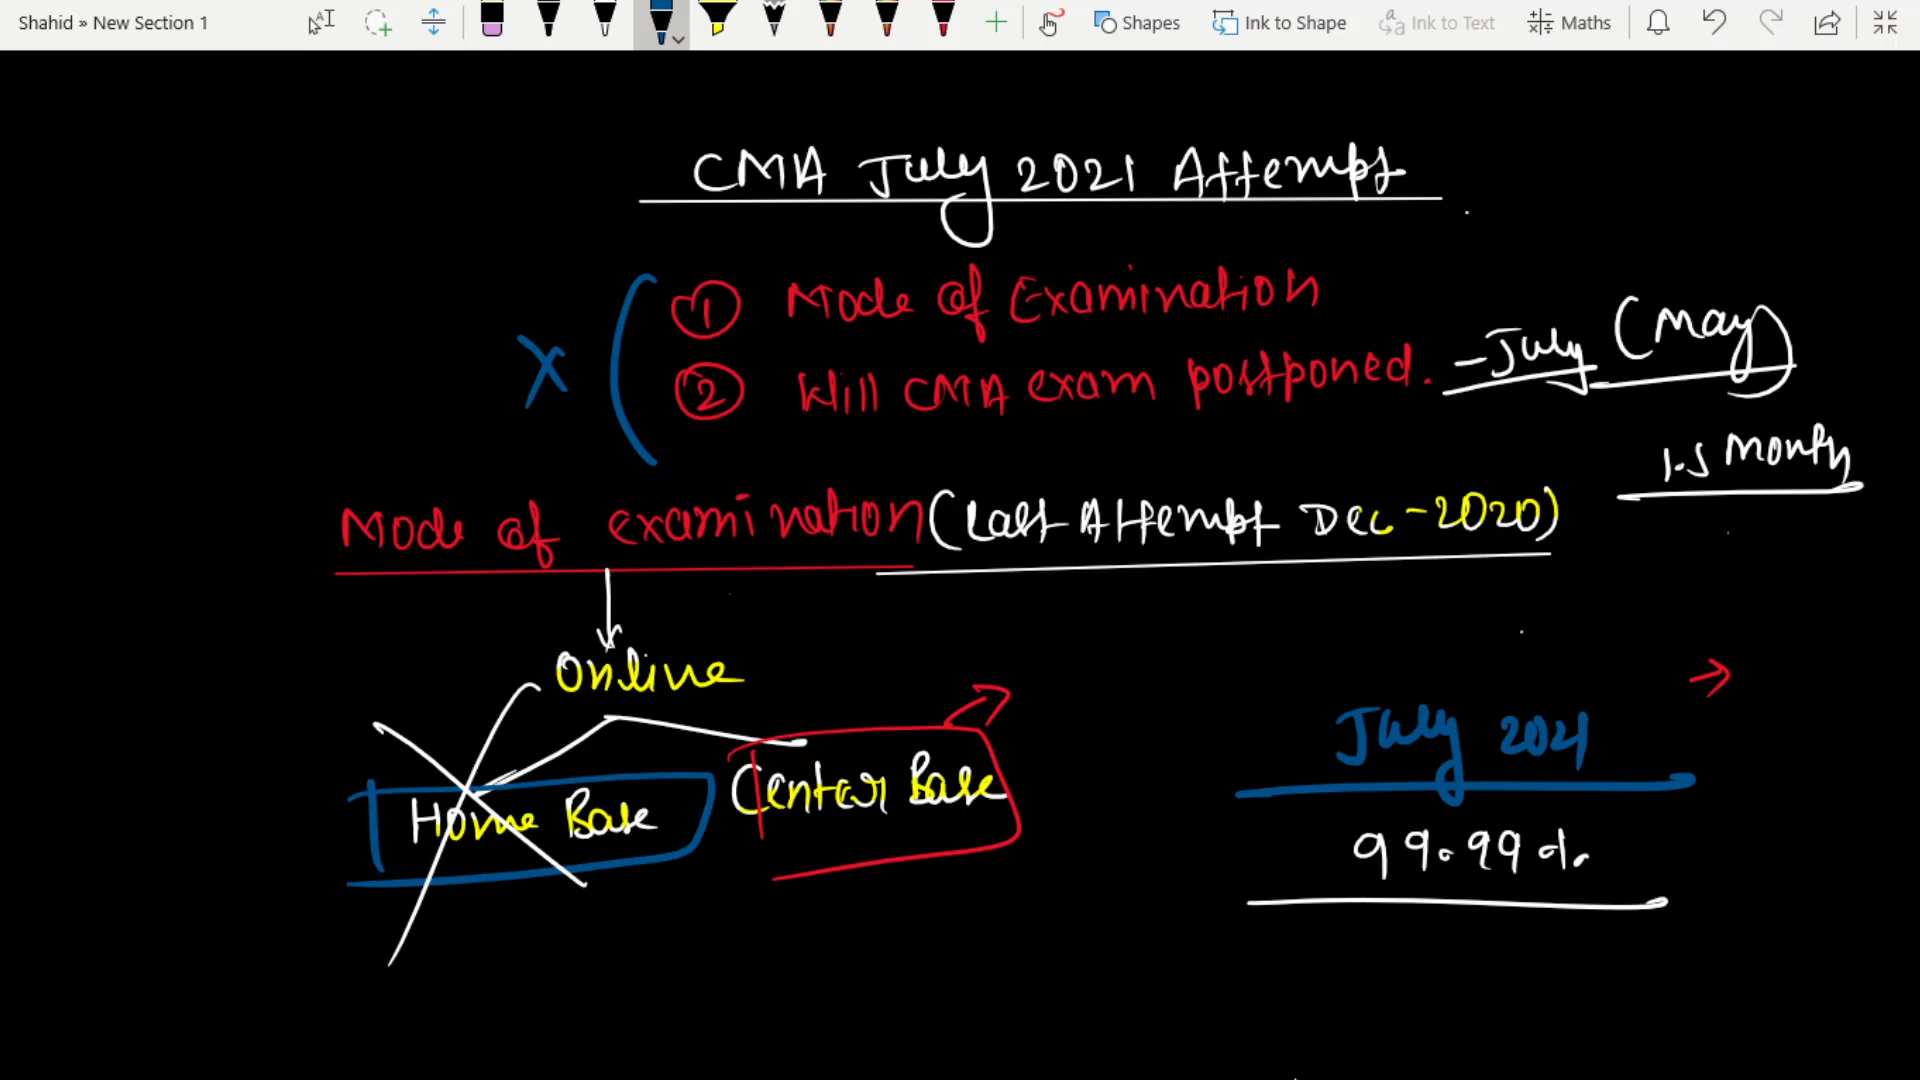 Shahid » New Section 1
Shapes
Ink to Shape
Ink to Text
Maths
CMA July 2021 Attempt
① Mode of Examination
② Will CMA exam postponed. - July (May)
1.5 month
Mode of examination (Last Attempt Dec - 2020)
Online
Home Base
Center Base
July 2021
99.99 %